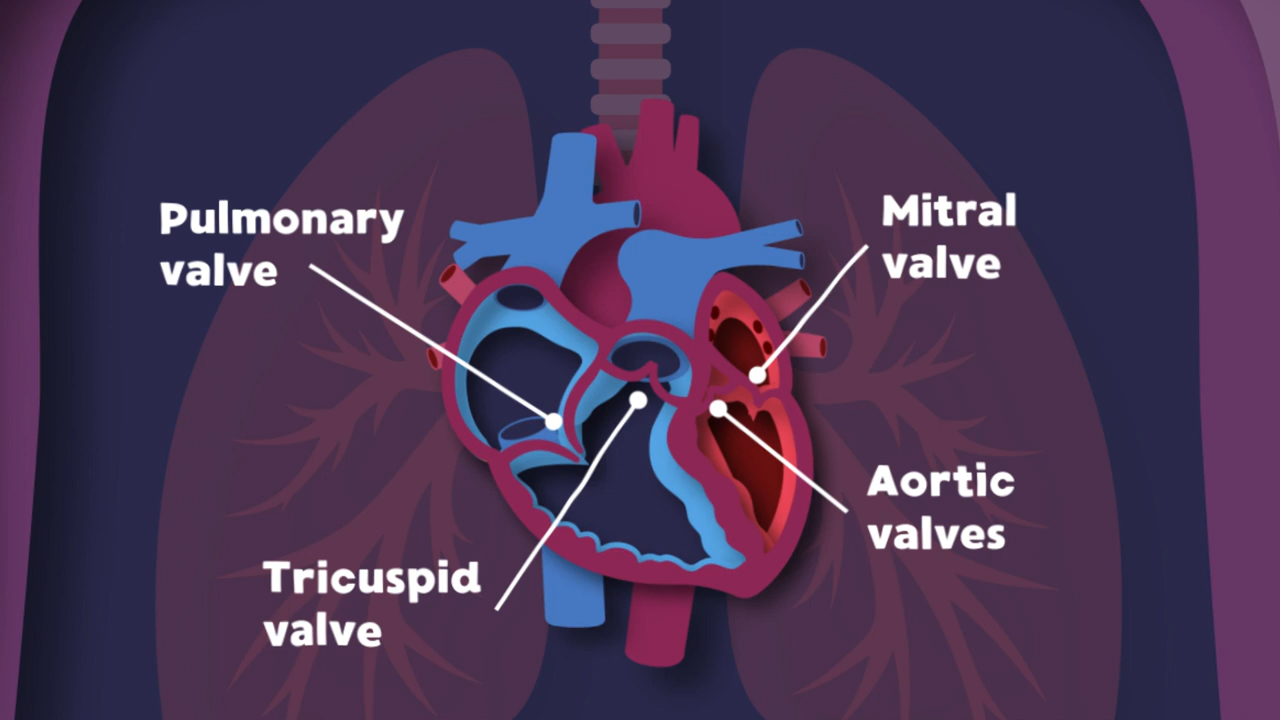 Pulmonary
valve
Mitral
valve
Aortic
valves
Tricuspid
valve